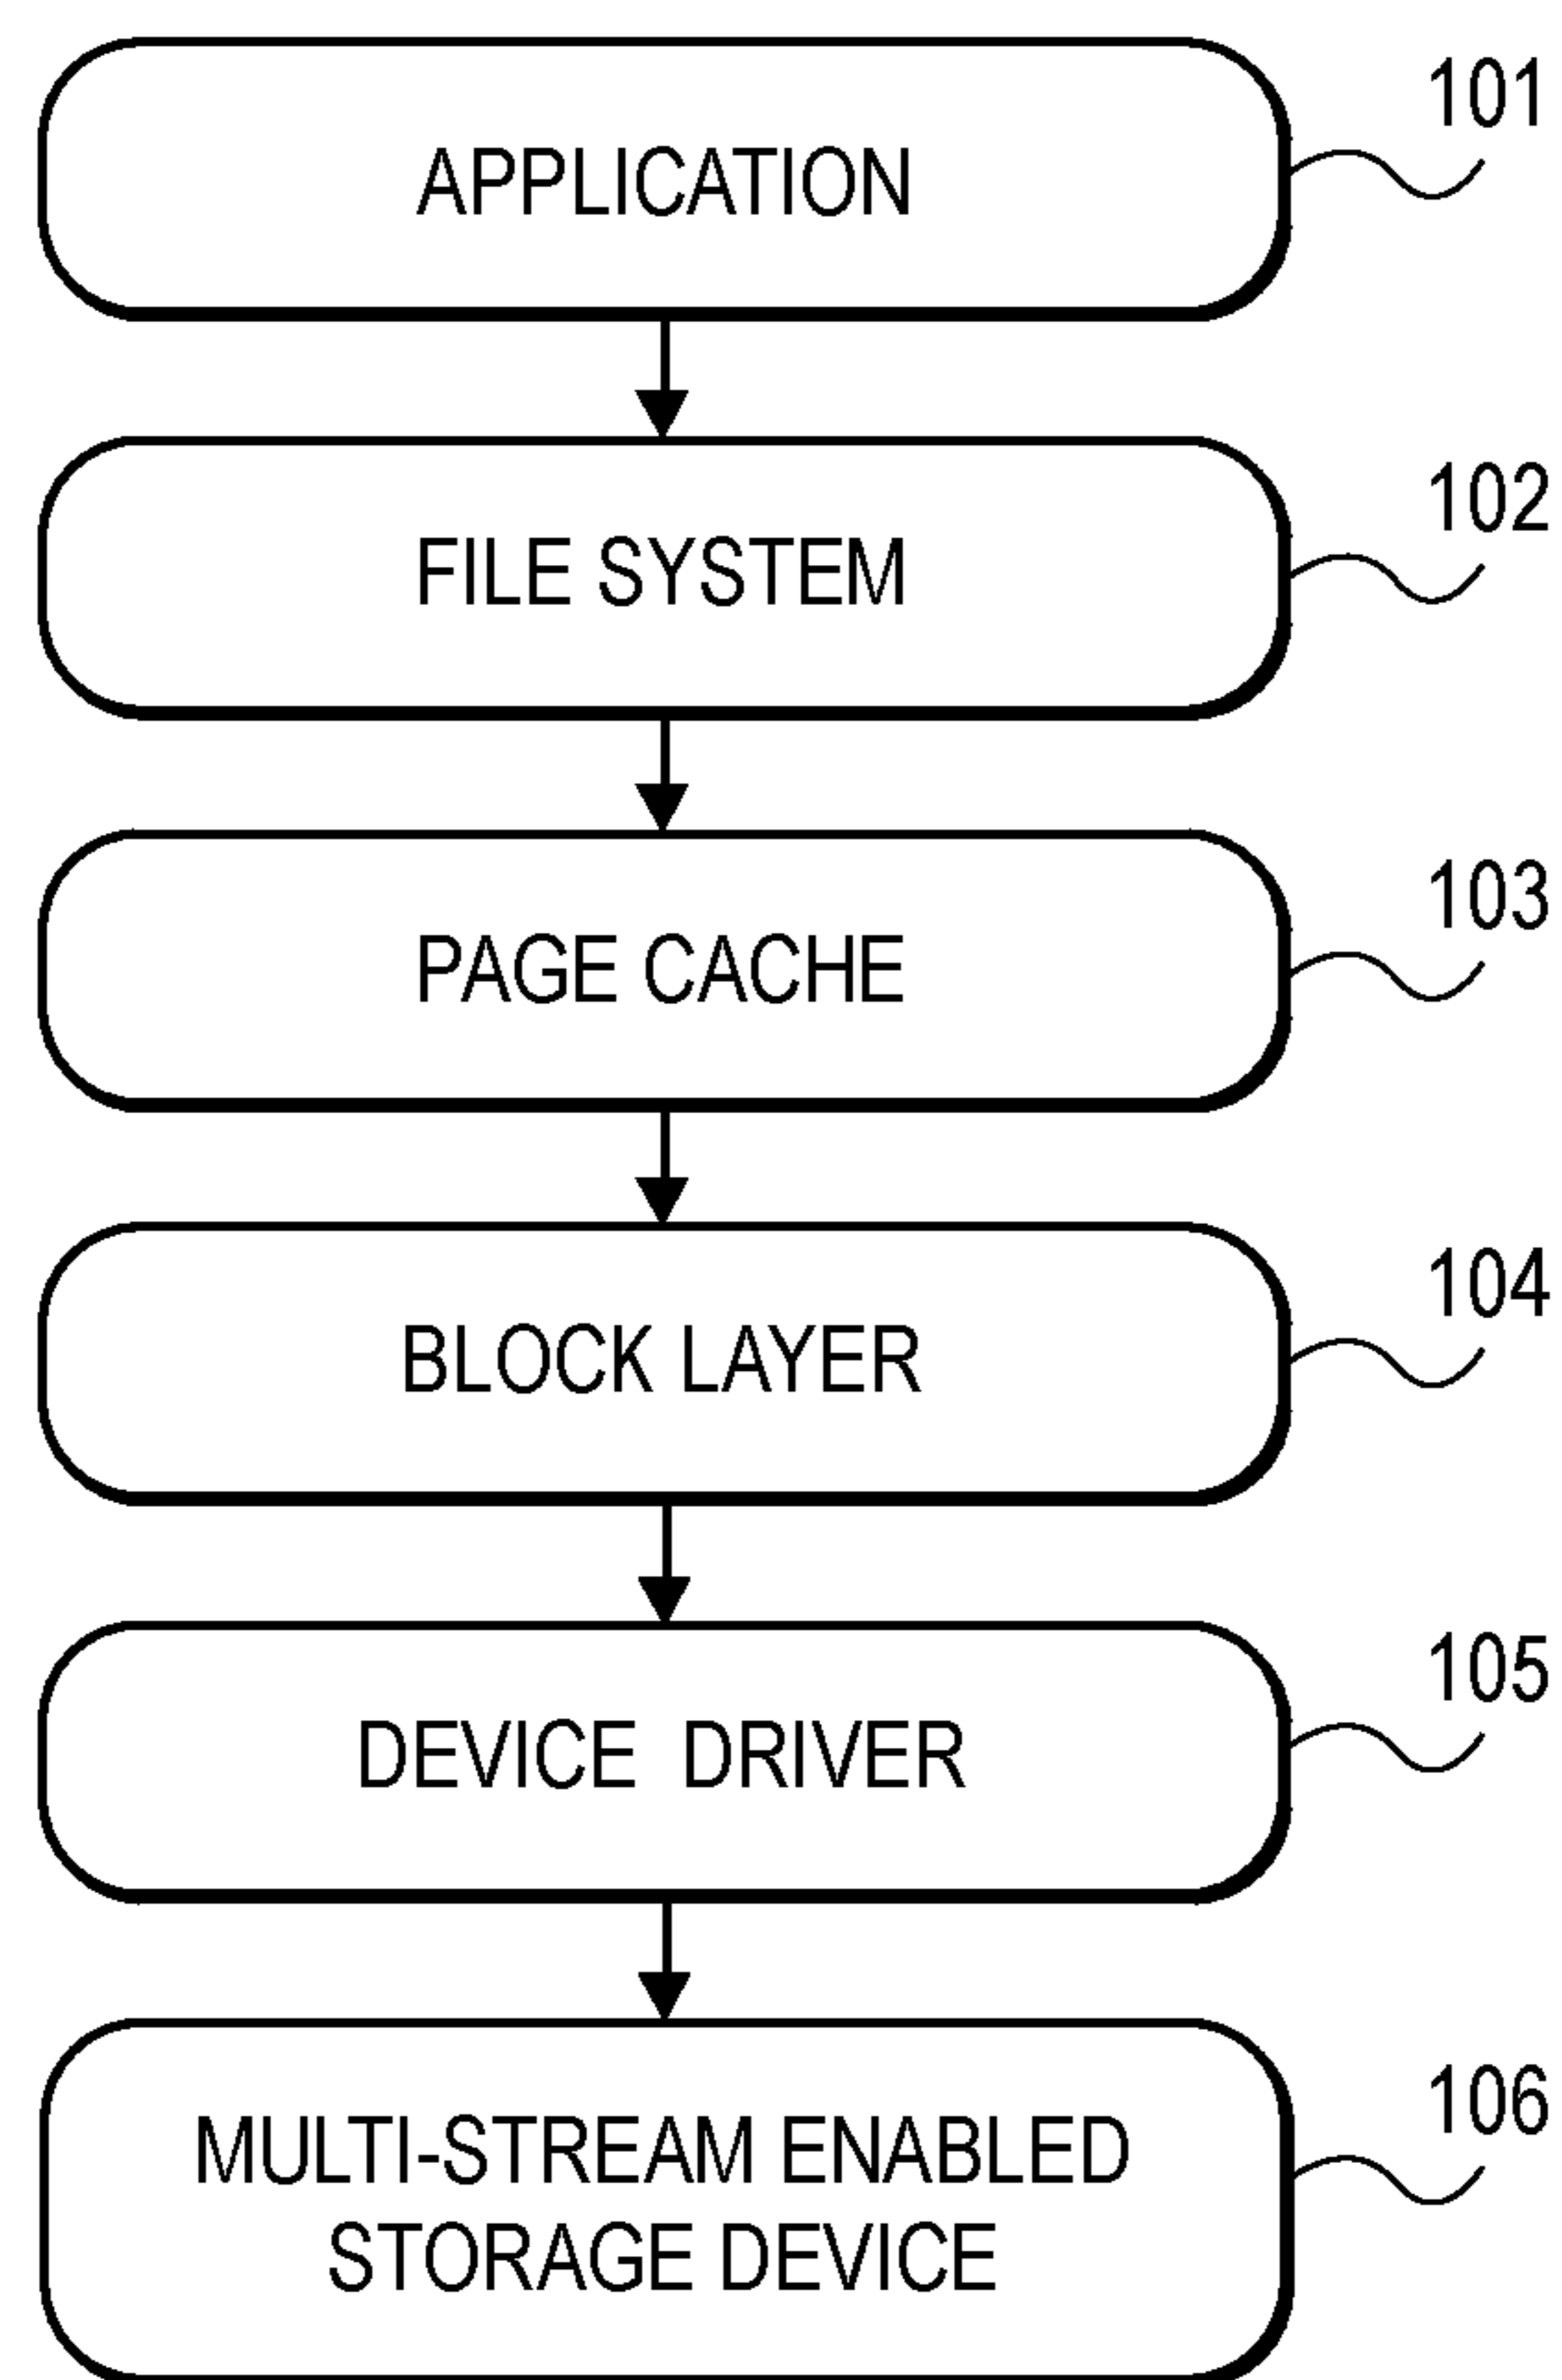 101
APPLICATION
102
FILE SYSTEM
103
PAGE CACHE
104
BLOCK LAYER
105
DEVICE DRIVER
106
MULTI-STREAM ENABLED
STORAGE DEVICE